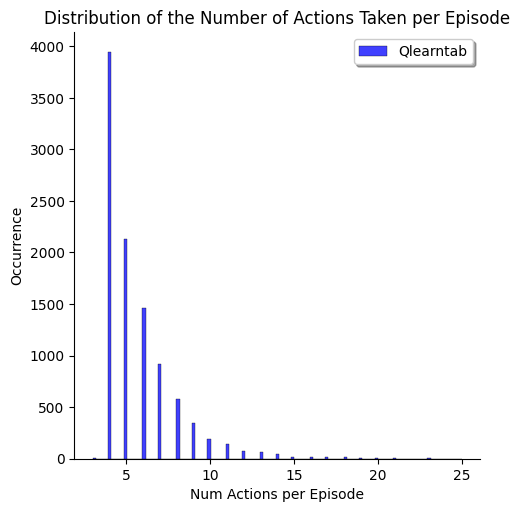 Distribution of the Number of Actions Taken per Episode
Qlearntab
Occurrence
4000
3500
3000
2500
2000
1500
1000
500
0
5 10 15 20 25
Num Actions per Episode